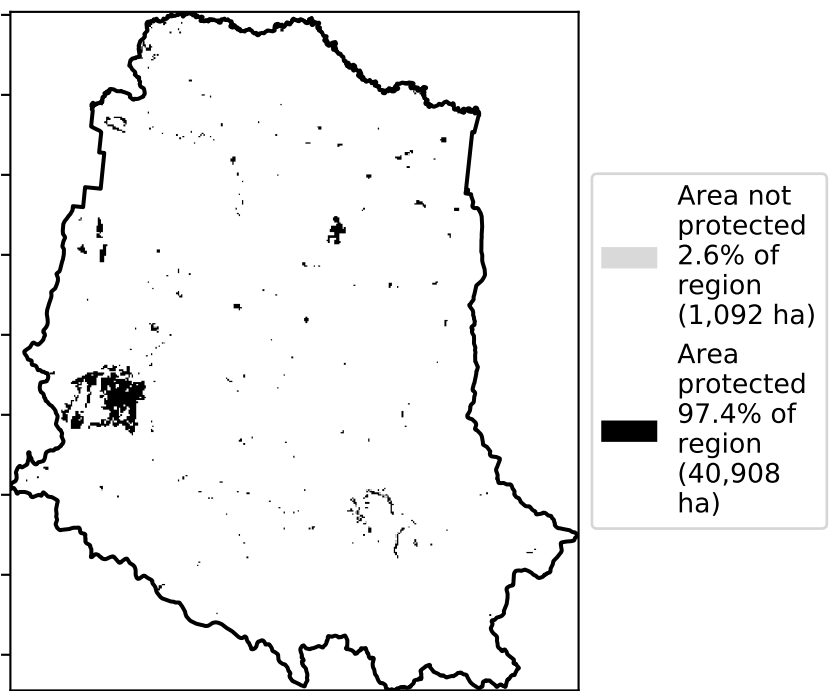 Area not
protected
2.6% of
region
(1,092 ha)
Area
protected
97.4% of
region
(40,908
ha)